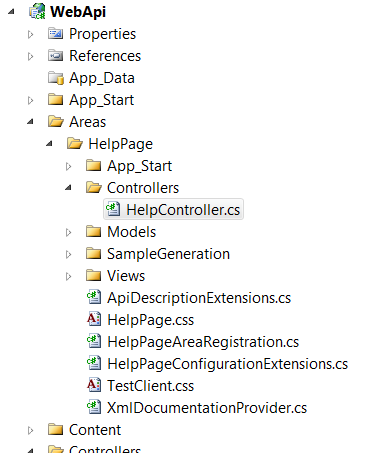 WebApi
Properties
References
App_Data
App_Start
Areas
HelpPage
App_Start
Controllers
HelpController.cs
Models
SampleGeneration
Views
ApiDescriptionExtensions.cs
HelpPage.css
HelpPageAreaRegistration.cs
HelpPageConfigurationExtensions.cs
TestClient.css
XmlDocumentationProvider.cs
Content
Controllers